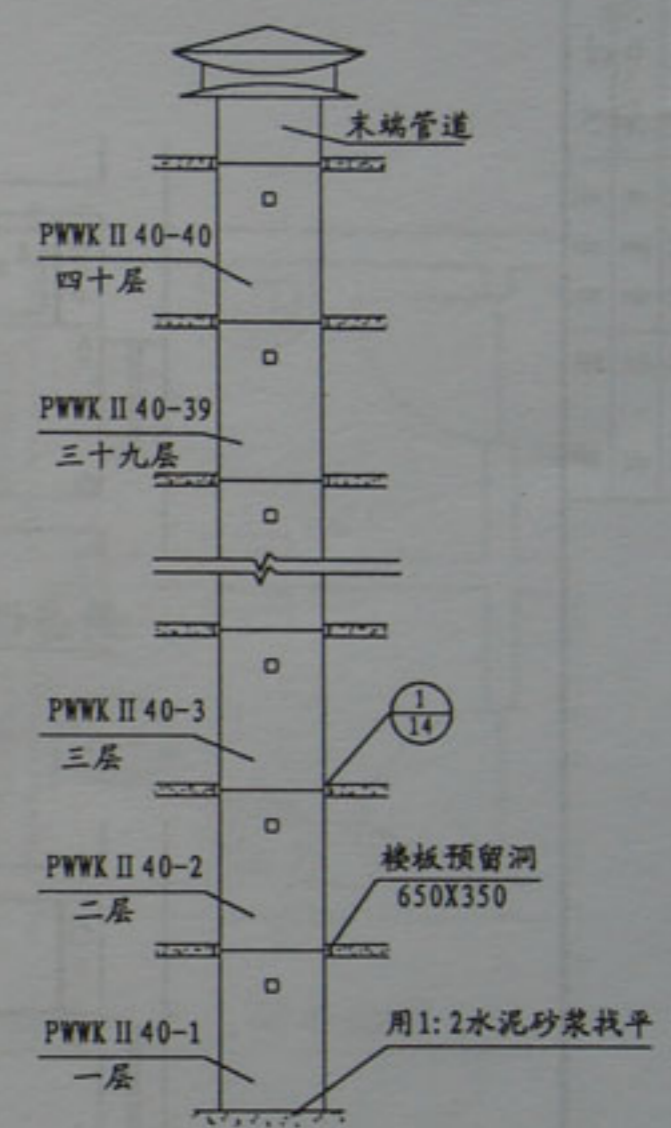 末端管道
PWWK II 40-40
四十层
PWWK II 40-39
三十九层
PWWK II 40-3
三层
1
14
PWWK II 40-2
二层
楼板预留洞
650X350
PWWK II 40-1
一层
用1:2水泥砂浆找平